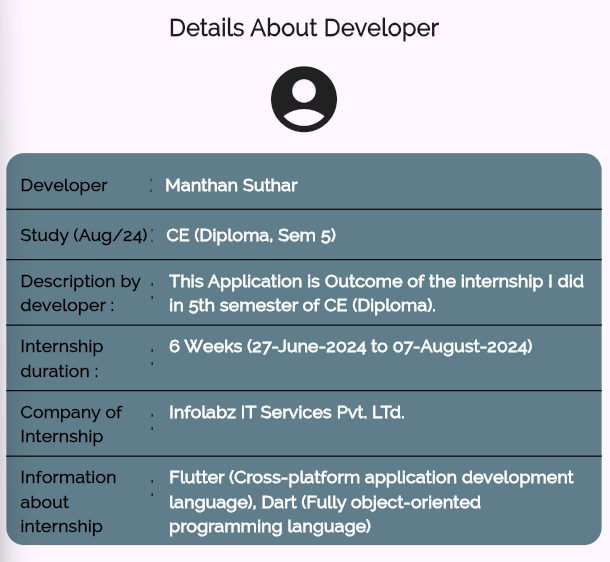 Details About Developer
Developer : Manthan Suthar
Study (Aug/24) : CE (Diploma, Sem 5)
Description by : This Application is Outcome of the internship I did
developer : in 5th semester of CE (Diploma).
Internship : 6 Weeks (27-June-2024 to 07-August-2024)
duration :
Company of : Infolabz IT Services Pvt. LTd.
Internship
Information : Flutter (Cross-platform application development
about language), Dart (Fully object-oriented
internship programming language)